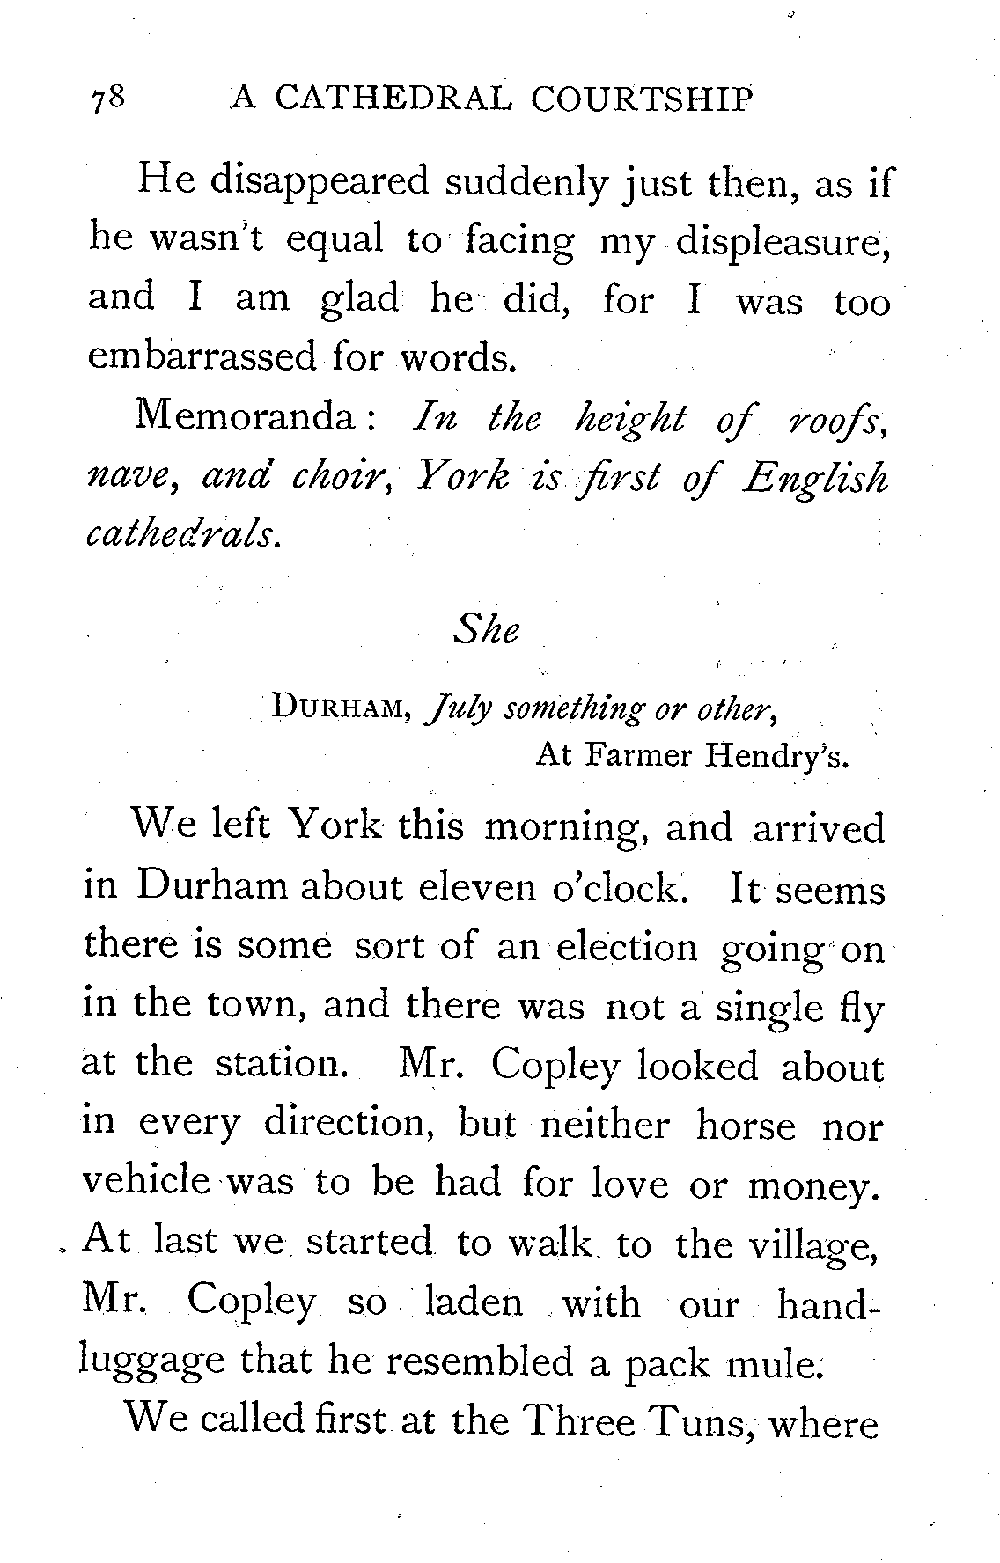 78 A CATHEDRAL COURTSHIP
He disappeared suddenly just then, as if
he wasn't equal to facing my displeasure,
and I am glad he did, for I was too
embarrassed for words.
Memoranda: In the height of roofs,
nave, and choir, York is first of English
cathedrals.
She
DURHAM, July something or other,
At Farmer Hendry's.
We left York this morning, and arrived
in Durham about eleven o'clock. It seems
there is some sort of an election going on
in the town, and there was not a single fly
at the station. Mr. Copley looked about
in every direction, but neither horse nor
vehicle was to be had for love or money.
At last we started to walk to the village,
Mr. Copley so laden with our hand-
luggage that he resembled a pack mule.
We called first at the Three Tuns, where